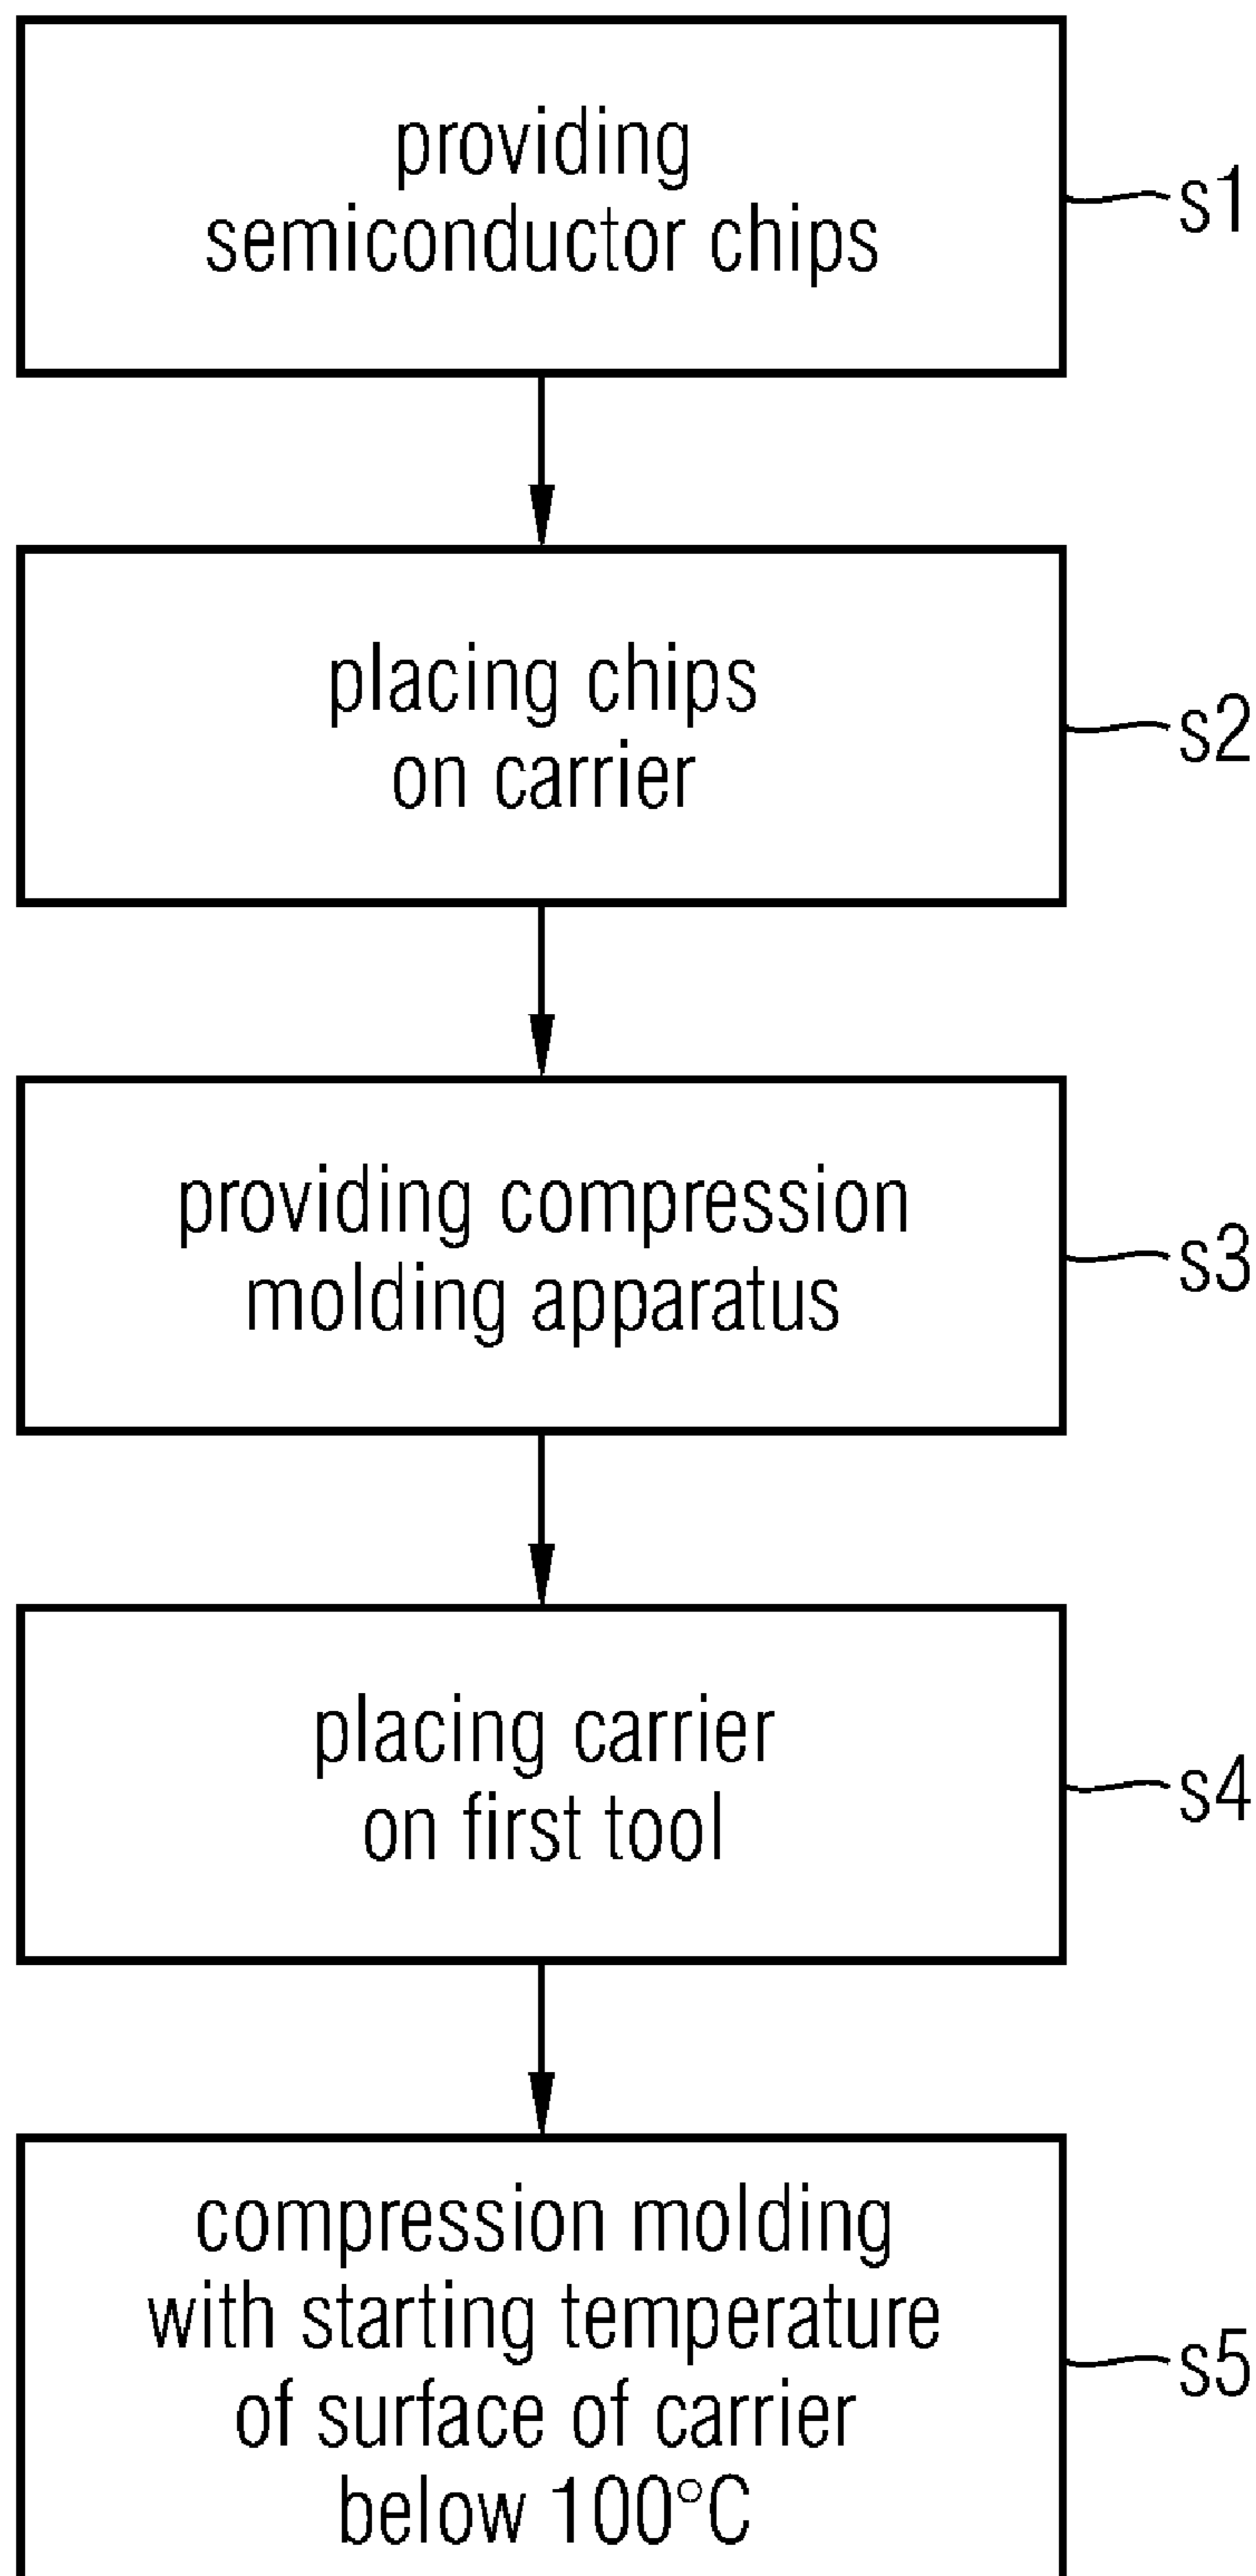 providing
semiconductor chips
s1
placing chips
on carrier
s2
providing compression
molding apparatus
s3
placing carrier
on first tool
s4
compression molding
with starting temperature
of surface of carrier
below 100°C
s5